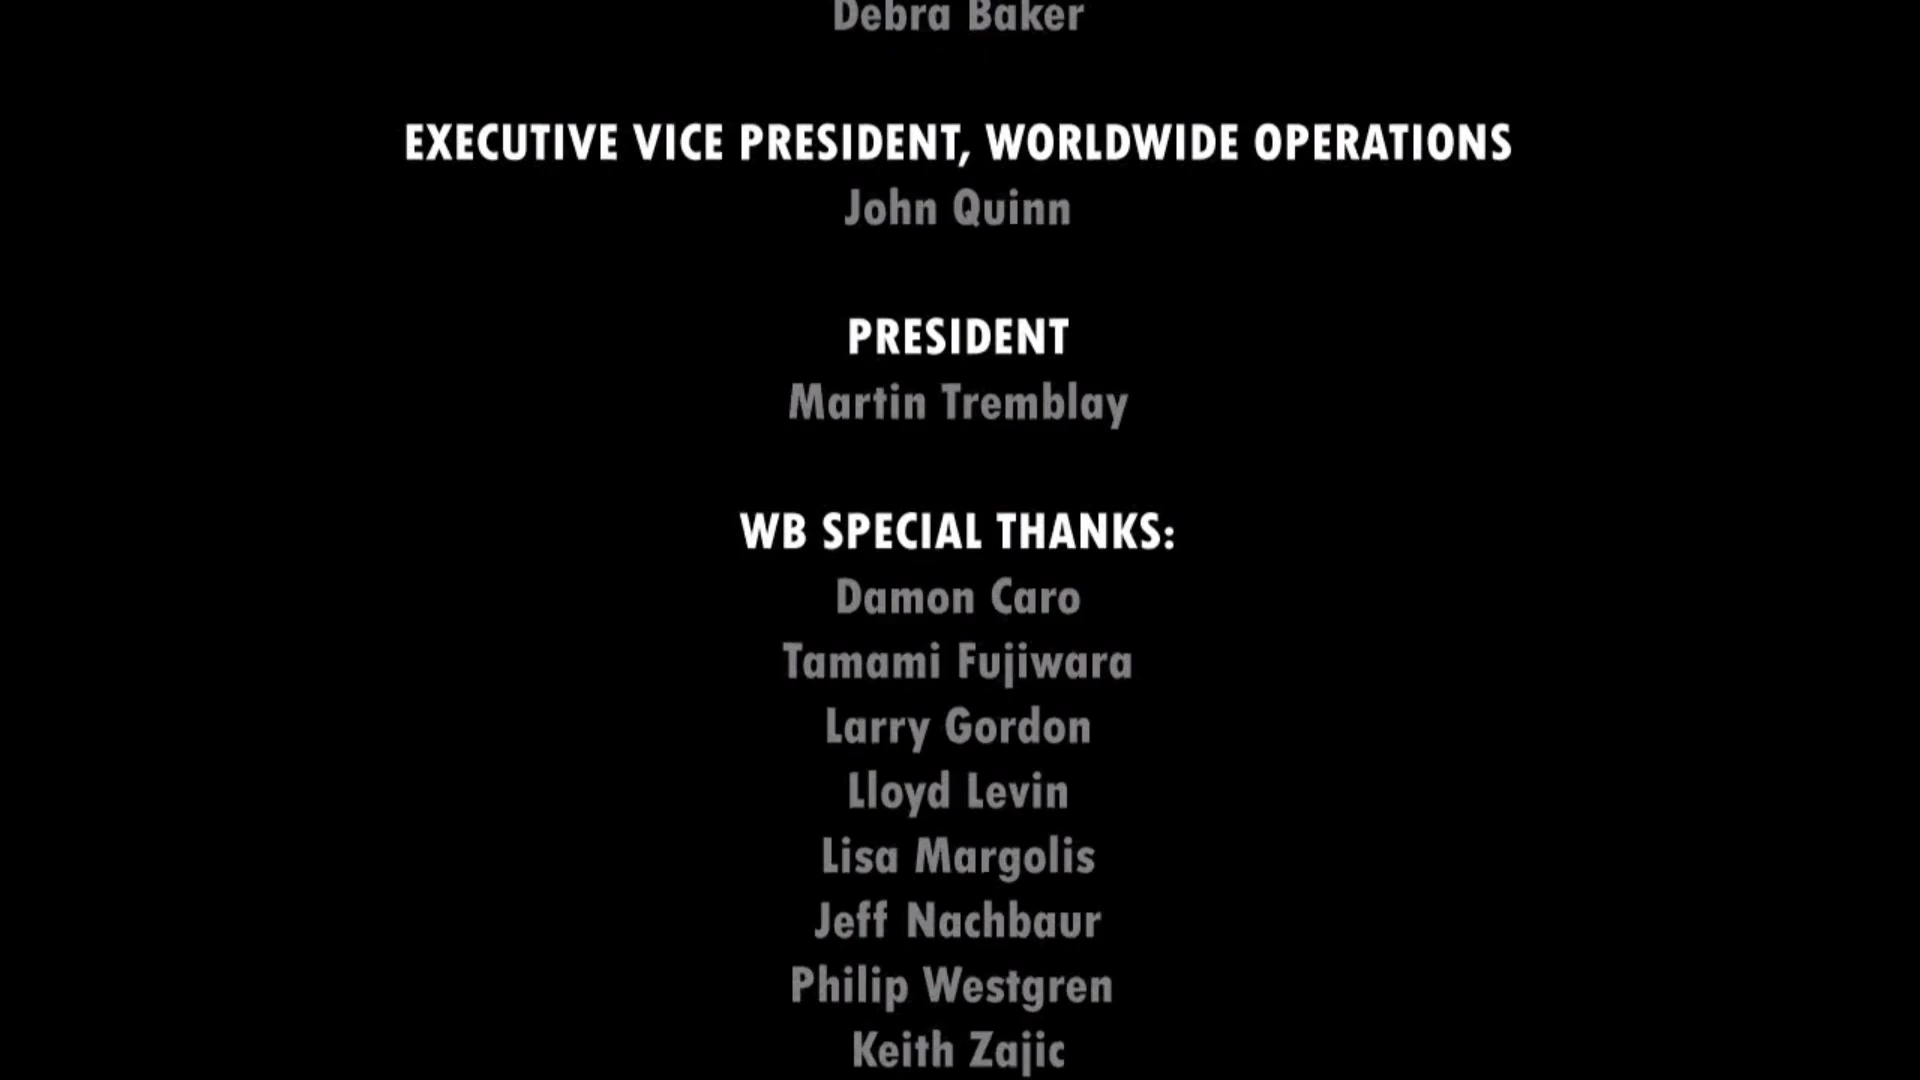 Debra Baker
EXECUTIVE VICE PRESIDENT, WORLDWIDE OPERATIONS
John Quinn
PRESIDENT
Martin Tremblay
WB SPECIAL THANKS:
Damon Caro
Tamami Fujiwara
Larry Gordon
Lloyd Levin
Lisa Margolis
Jeff Nachbaur
Philip Westgren
Keith Zajic